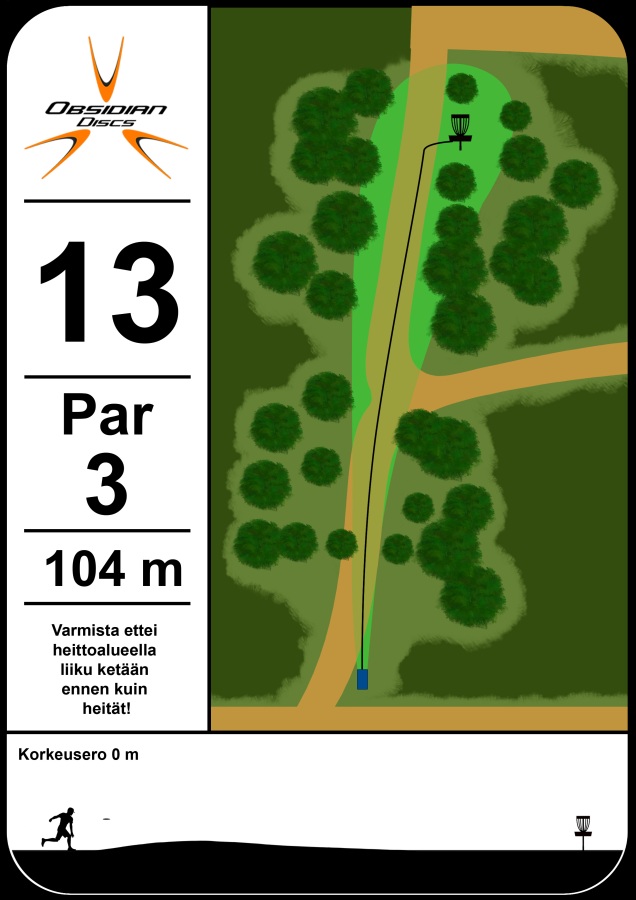 OBSIDIAN
DISCS
13
Par
3
104 m
Varmista ettei
heittoalueella
liiku ketään
ennen kuin
heität!
Korkeusero 0 m